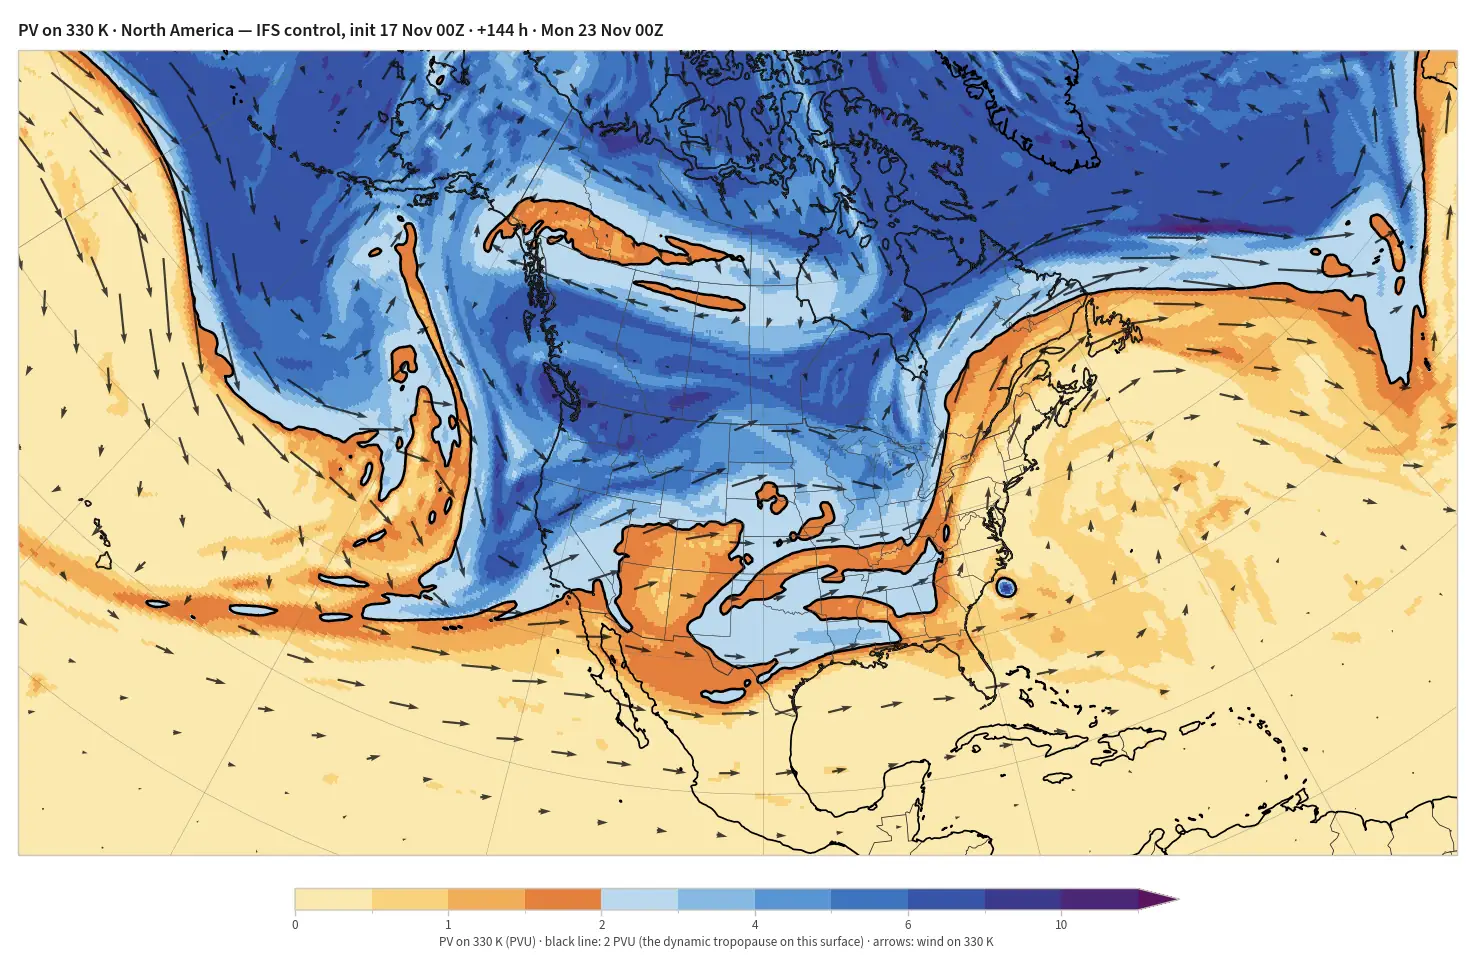 PV on 330 K · North America — IFS control, init 17 Nov 00Z · +144 h · Mon 23 Nov 00Z
0 1 2 4 6 10
PV on 330 K (PVU) · black line: 2 PVU (the dynamic tropopause on this surface) · arrows: wind on 330 K